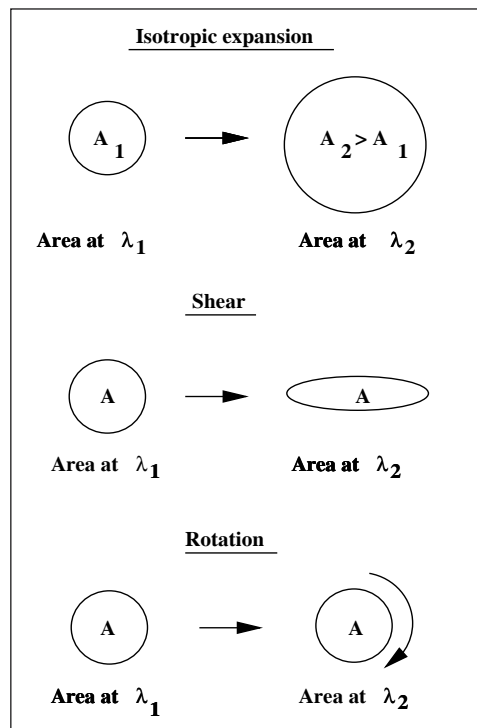 Isotropic expansion
A₁ A₂ > A₁
Area at λ₁ Area at λ₂
Shear
A A
Area at λ₁ Area at λ₂
Rotation
A A
Area at λ₁ Area at λ₂